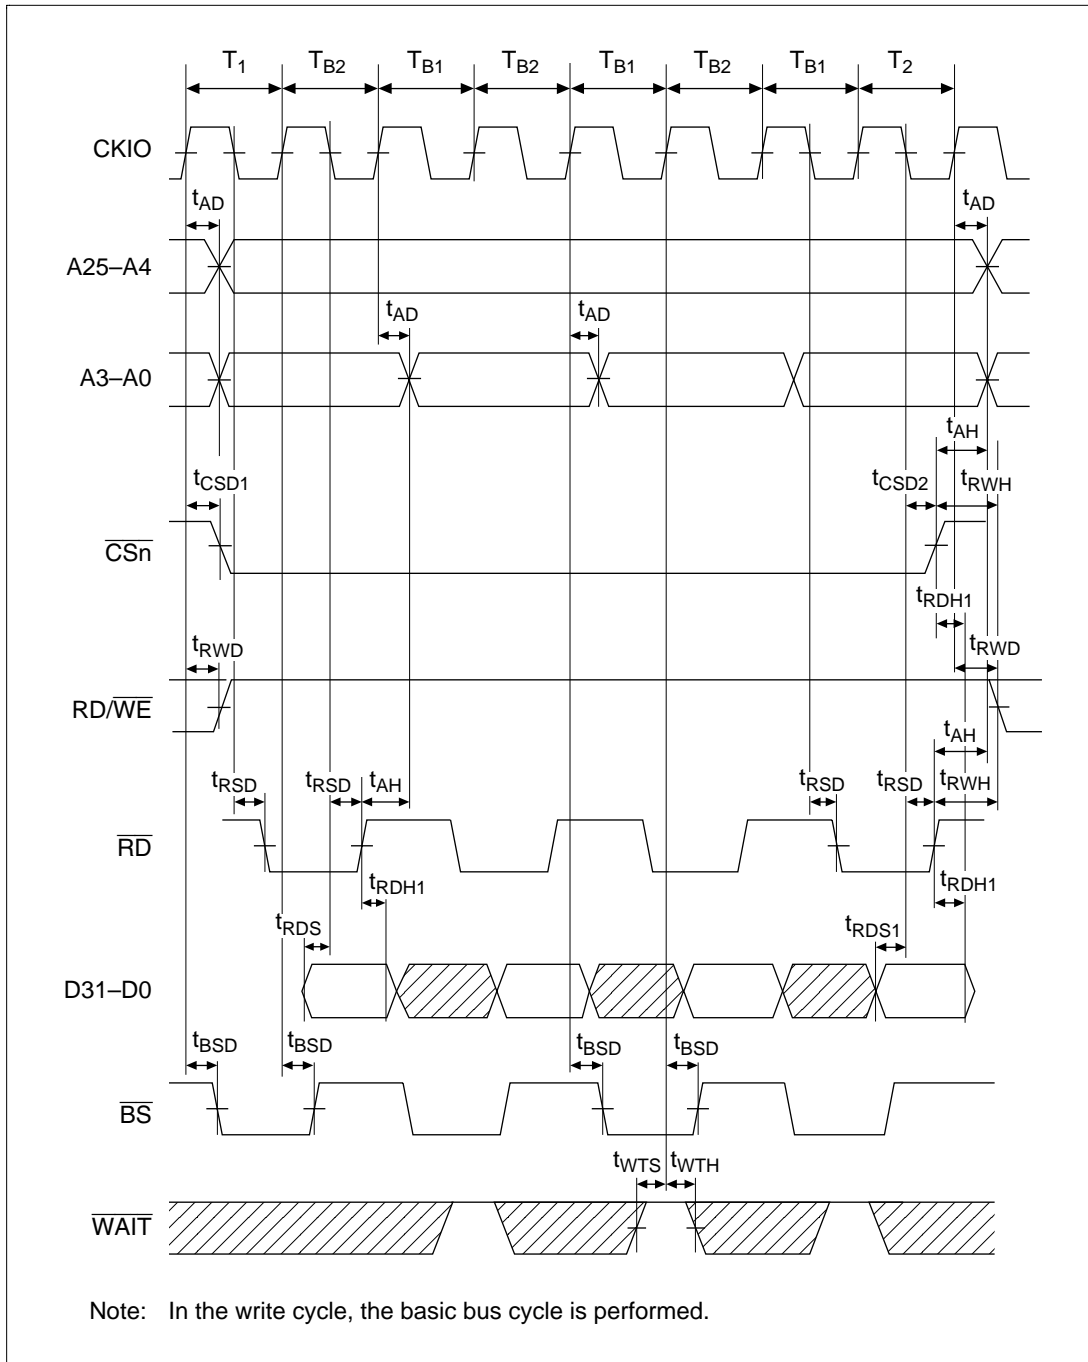 T1 TB2 TB1 TB2 TB1 TB2 TB1 T2
CKIO
tAD tAD
A25–A4
tAD tAD
A3–A0
tAH
tCSD1 tCSD2 tRWH
CSn
tRDH1
tRWD tRWD
RD/WE
tAH
tRSD tRSD tAH tRSD tRSD tRWH
RD
tRDH1 tRDH1
tRDS tRDS1
D31–D0
tBSD tBSD tBSD tBSD
BS
tWTS tWTH
WAIT
Note: In the write cycle, the basic bus cycle is performed.